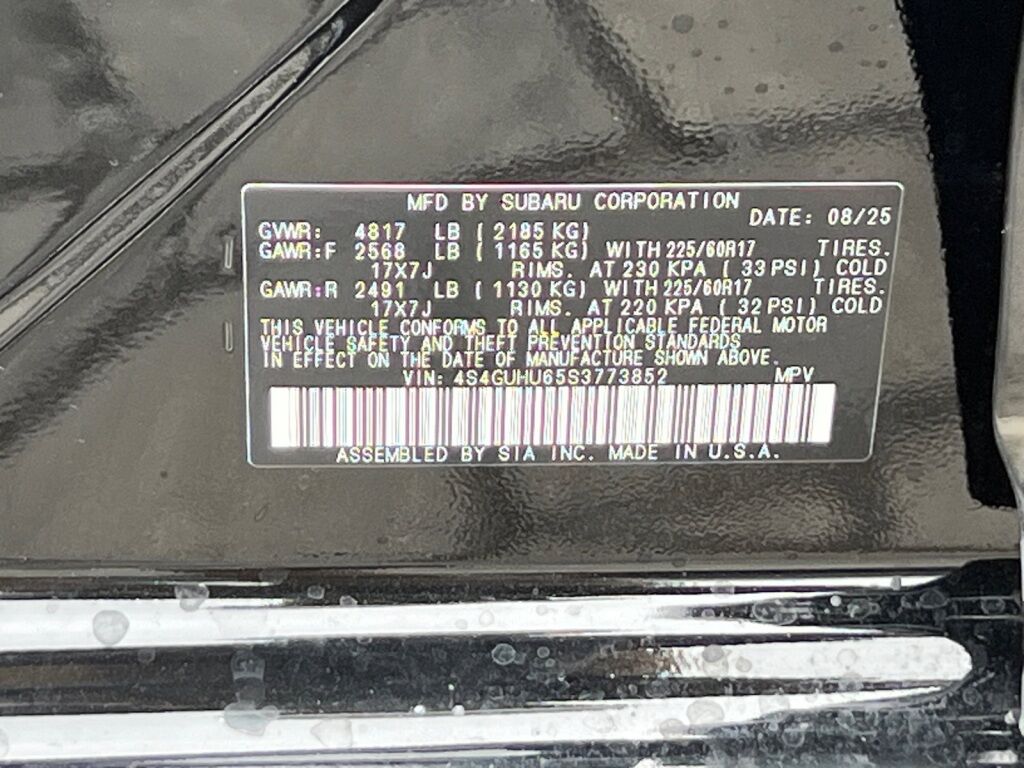 MFD BY SUBARU CORPORATION
DATE: 08/25
GVWR: 4817 LB ( 2185 KG)
GAWR:F 2568 LB ( 1165 KG) WITH 225/60R17 TIRES.
17X7J RIMS. AT 230 KPA ( 33 PSI) COLD
GAWR:R 2491 LB ( 1130 KG) WITH 225/60R17 TIRES.
17X7J RIMS. AT 220 KPA ( 32 PSI) COLD
THIS VEHICLE CONFORMS TO ALL APPLICABLE FEDERAL MOTOR
VEHICLE SAFETY AND THEFT PREVENTION STANDARDS
IN EFFECT ON THE DATE OF MANUFACTURE SHOWN ABOVE.
VIN: 4S4GUHU65S3773852 MPV
ASSEMBLED BY SIA INC. MADE IN U.S.A.